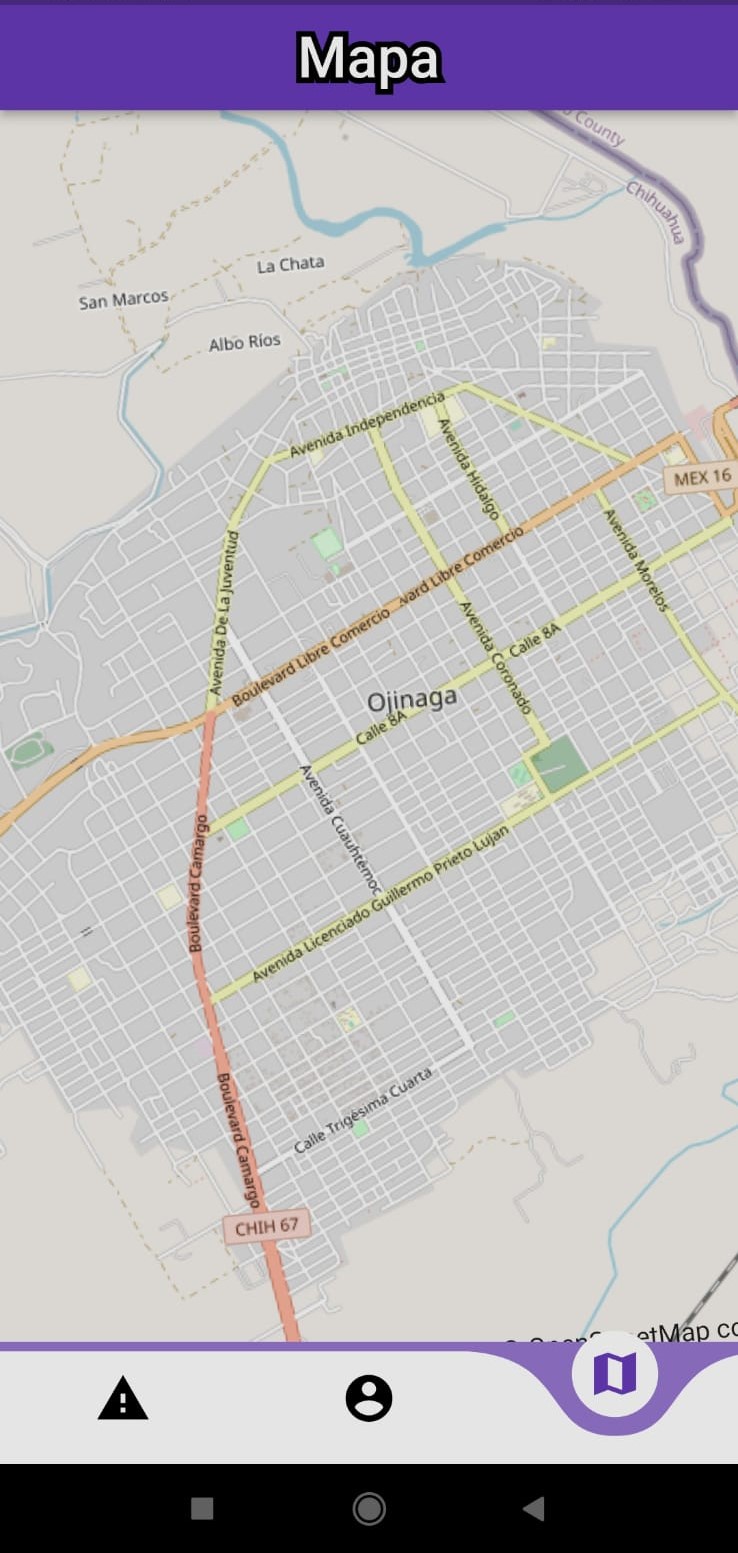 Mapa
County
Chihuahua
La Chata
San Marcos
Albo Ríos
Avenida Independencia
Avenida Hidalgo
MEX 16
Avenida De La Juventud
Boulevard Libre Comercio
vard Libre Comercio
Avenida Morelos
Avenida Coronado
Calle 8A
Ojinaga
Calle 8A
Avenida Cuauhtémoc
Boulevard Camargo
Avenida Licenciado Guillermo Prieto Lujan
Boulevard Camargo
Calle Trigésima Cuarta
CHIH 67